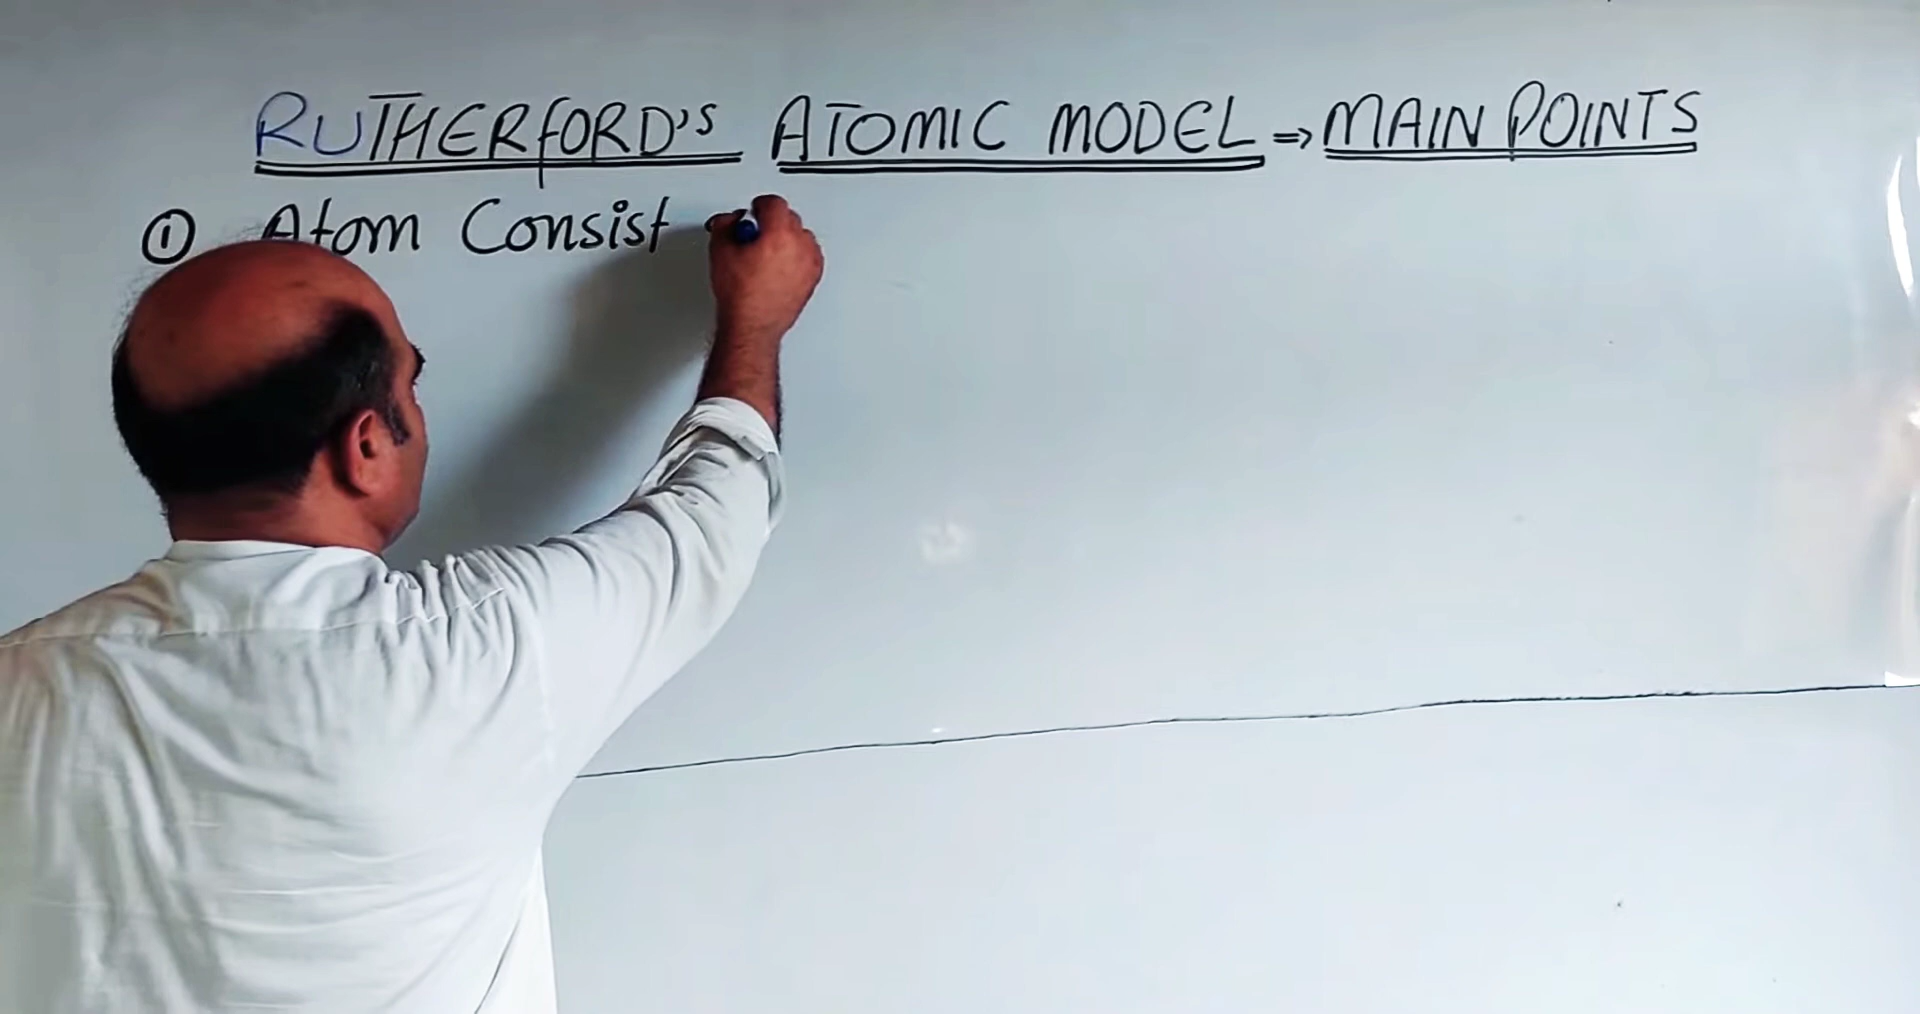 RUTHERFORD'S ATOMIC MODEL ⇒ MAIN POINTS
① Atom Consist